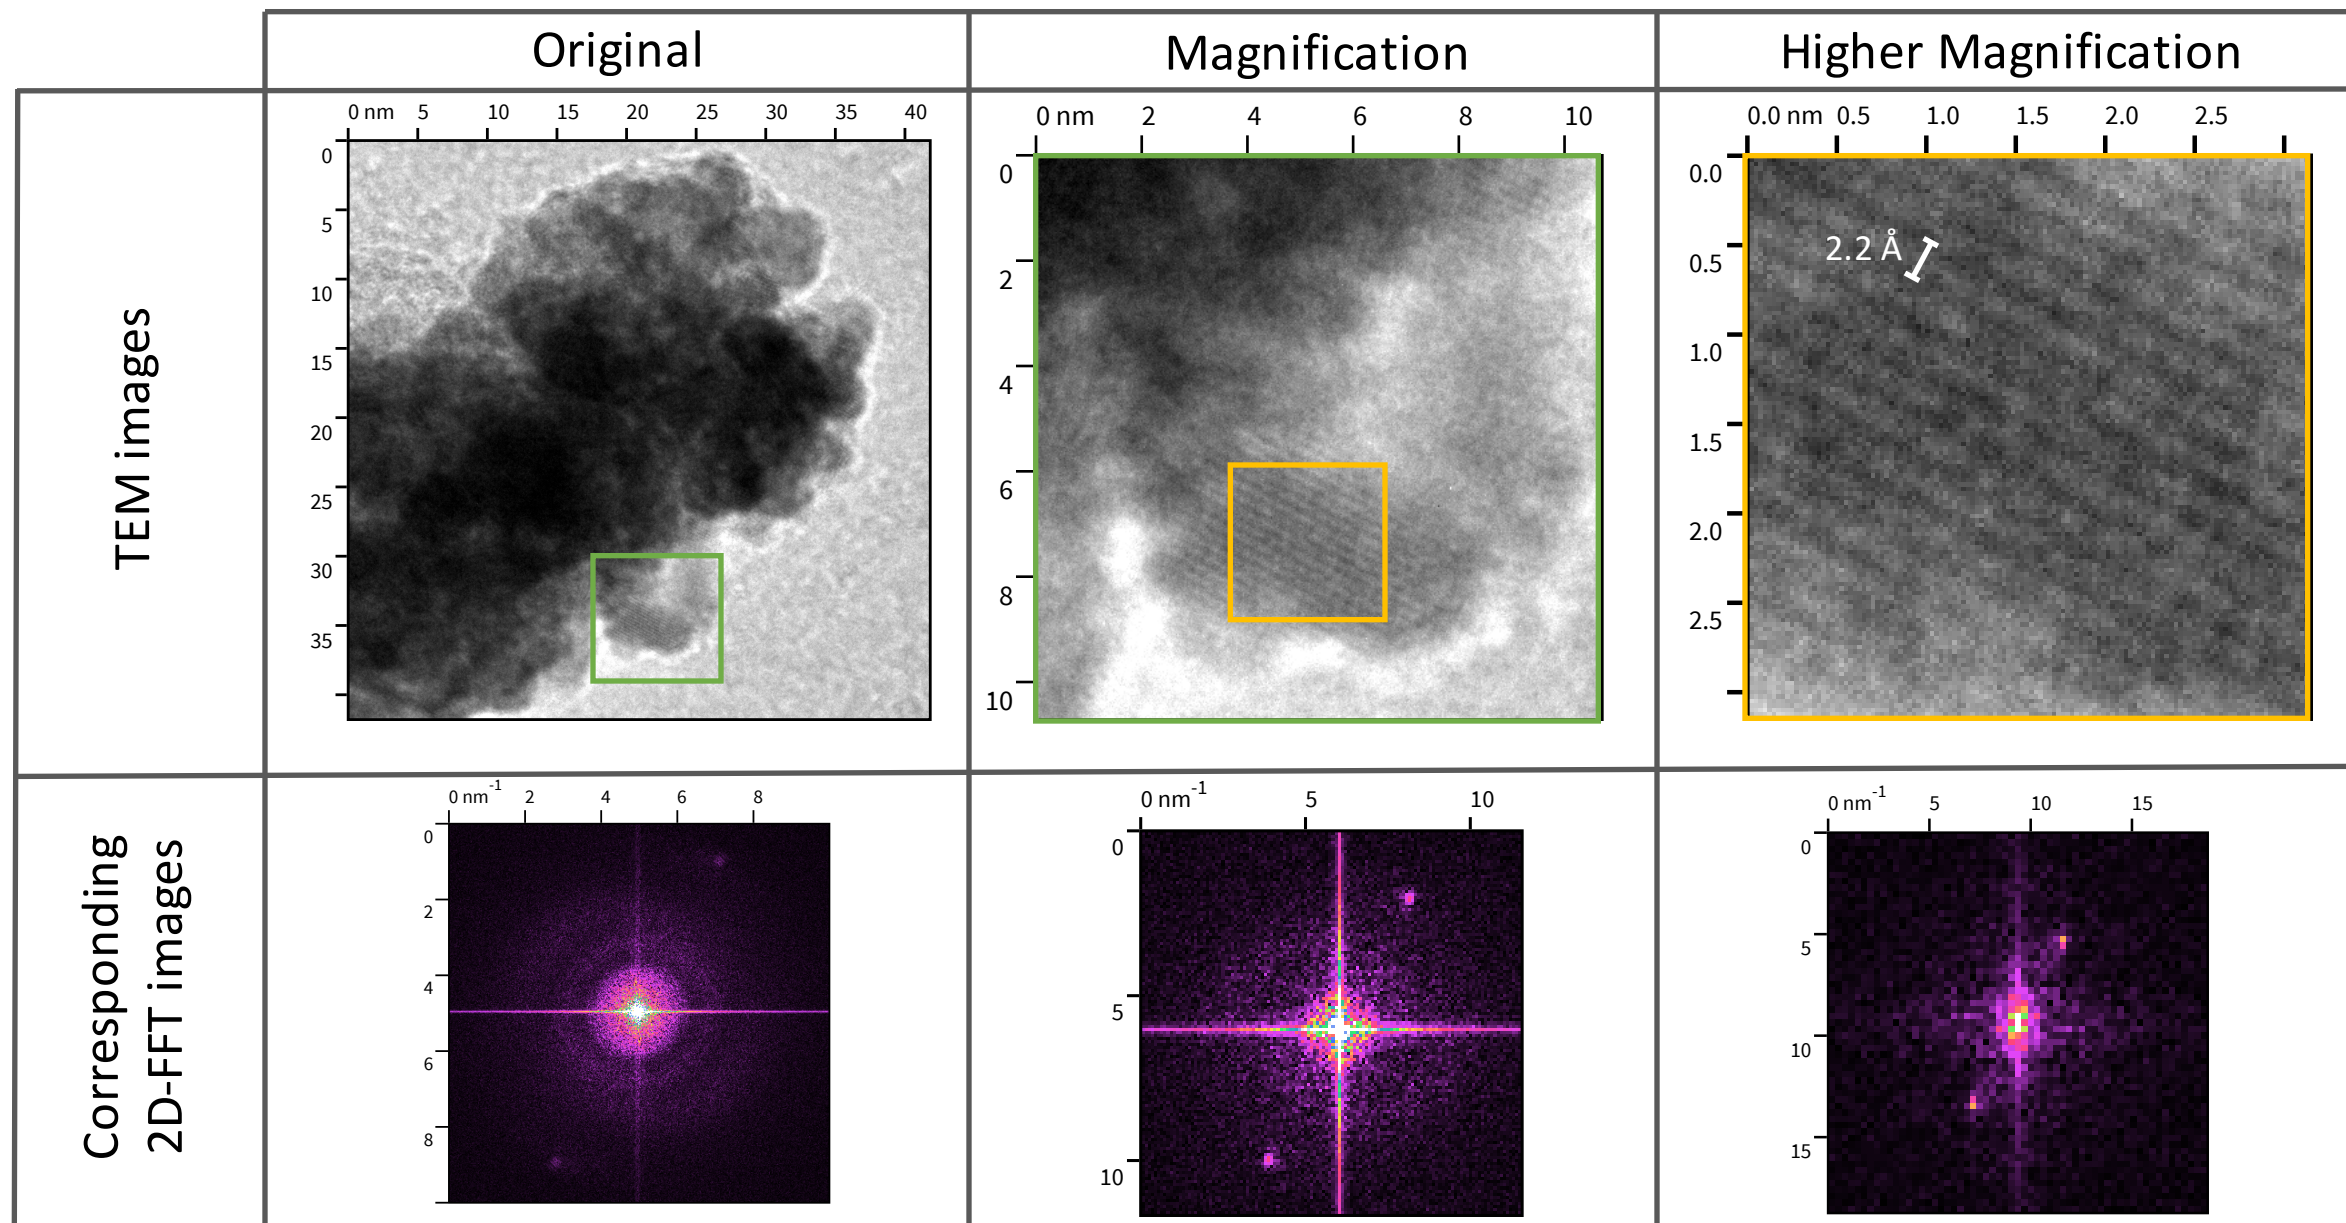 Original
Magnification
Higher Magnification
TEM images
0 nm 5 10 15 20 25 30 35 40
0
5
10
15
20
25
30
35
0 nm 2 4 6 8 10
0
2
4
6
8
10
0.0 nm 0.5 1.0 1.5 2.0 2.5
0.0
0.5
1.0
1.5
2.0
2.5
2.2 Å
Corresponding
2D-FFT images
0 nm⁻¹ 2 4 6 8
0
2
4
6
8
0 nm⁻¹ 5 10
0
5
10
0 nm⁻¹ 5 10 15
0
5
10
15